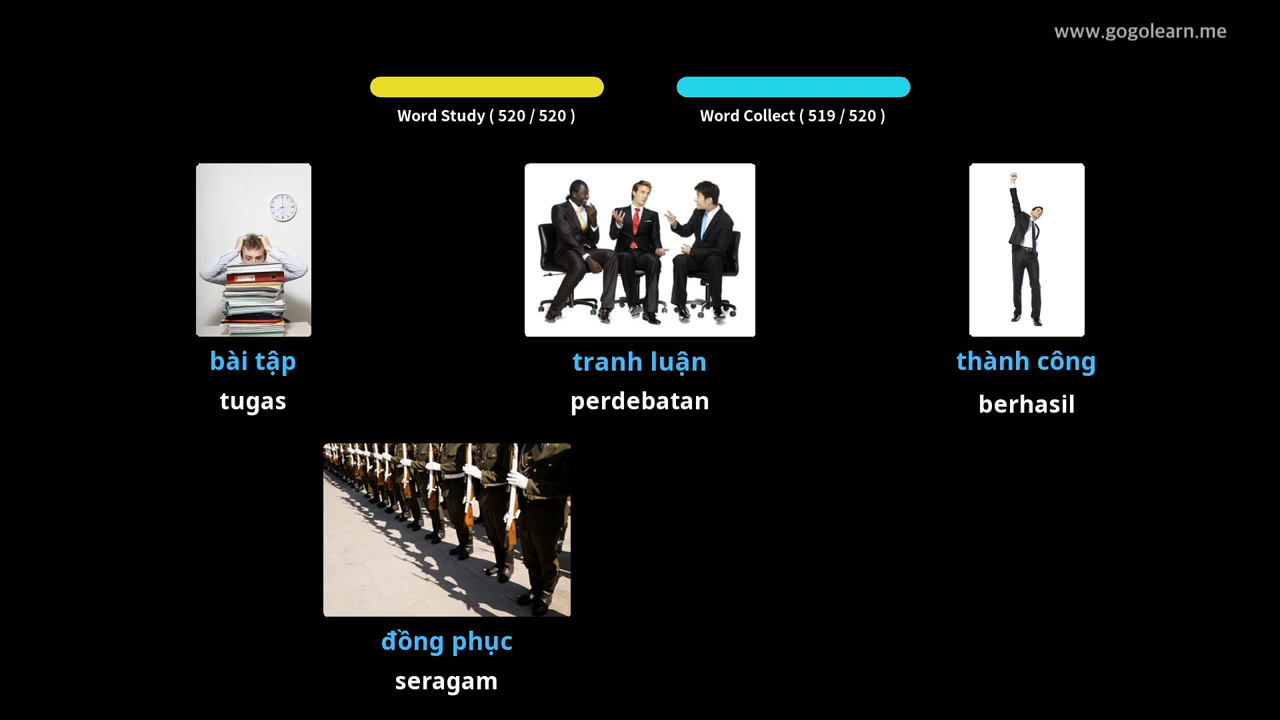 www.gogolearn.me
Word Study ( 520 / 520 )
Word Collect ( 519 / 520 )
bài tập
tugas
tranh luận
perdebatan
thành công
berhasil
đồng phục
seragam